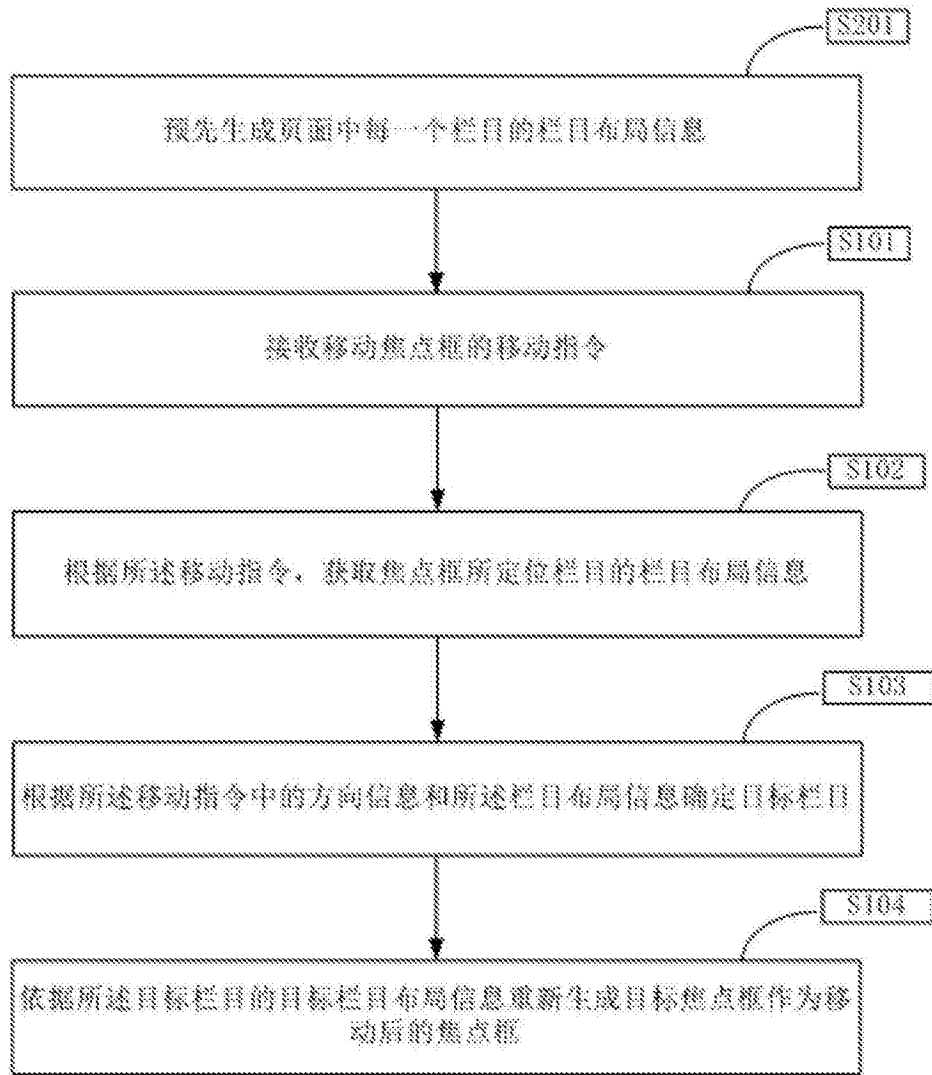 S201
预先生成页面中每一个栏目的栏目布局信息
S101
接收移动焦点框的移动指令
S102
根据所述移动指令，获取焦点框所定位栏目的栏目布局信息
S103
根据所述移动指令中的方向信息和所述栏目布局信息确定目标栏目
S104
依据所述目标栏目的目标栏目布局信息重新生成目标焦点框作为移
动后的焦点框